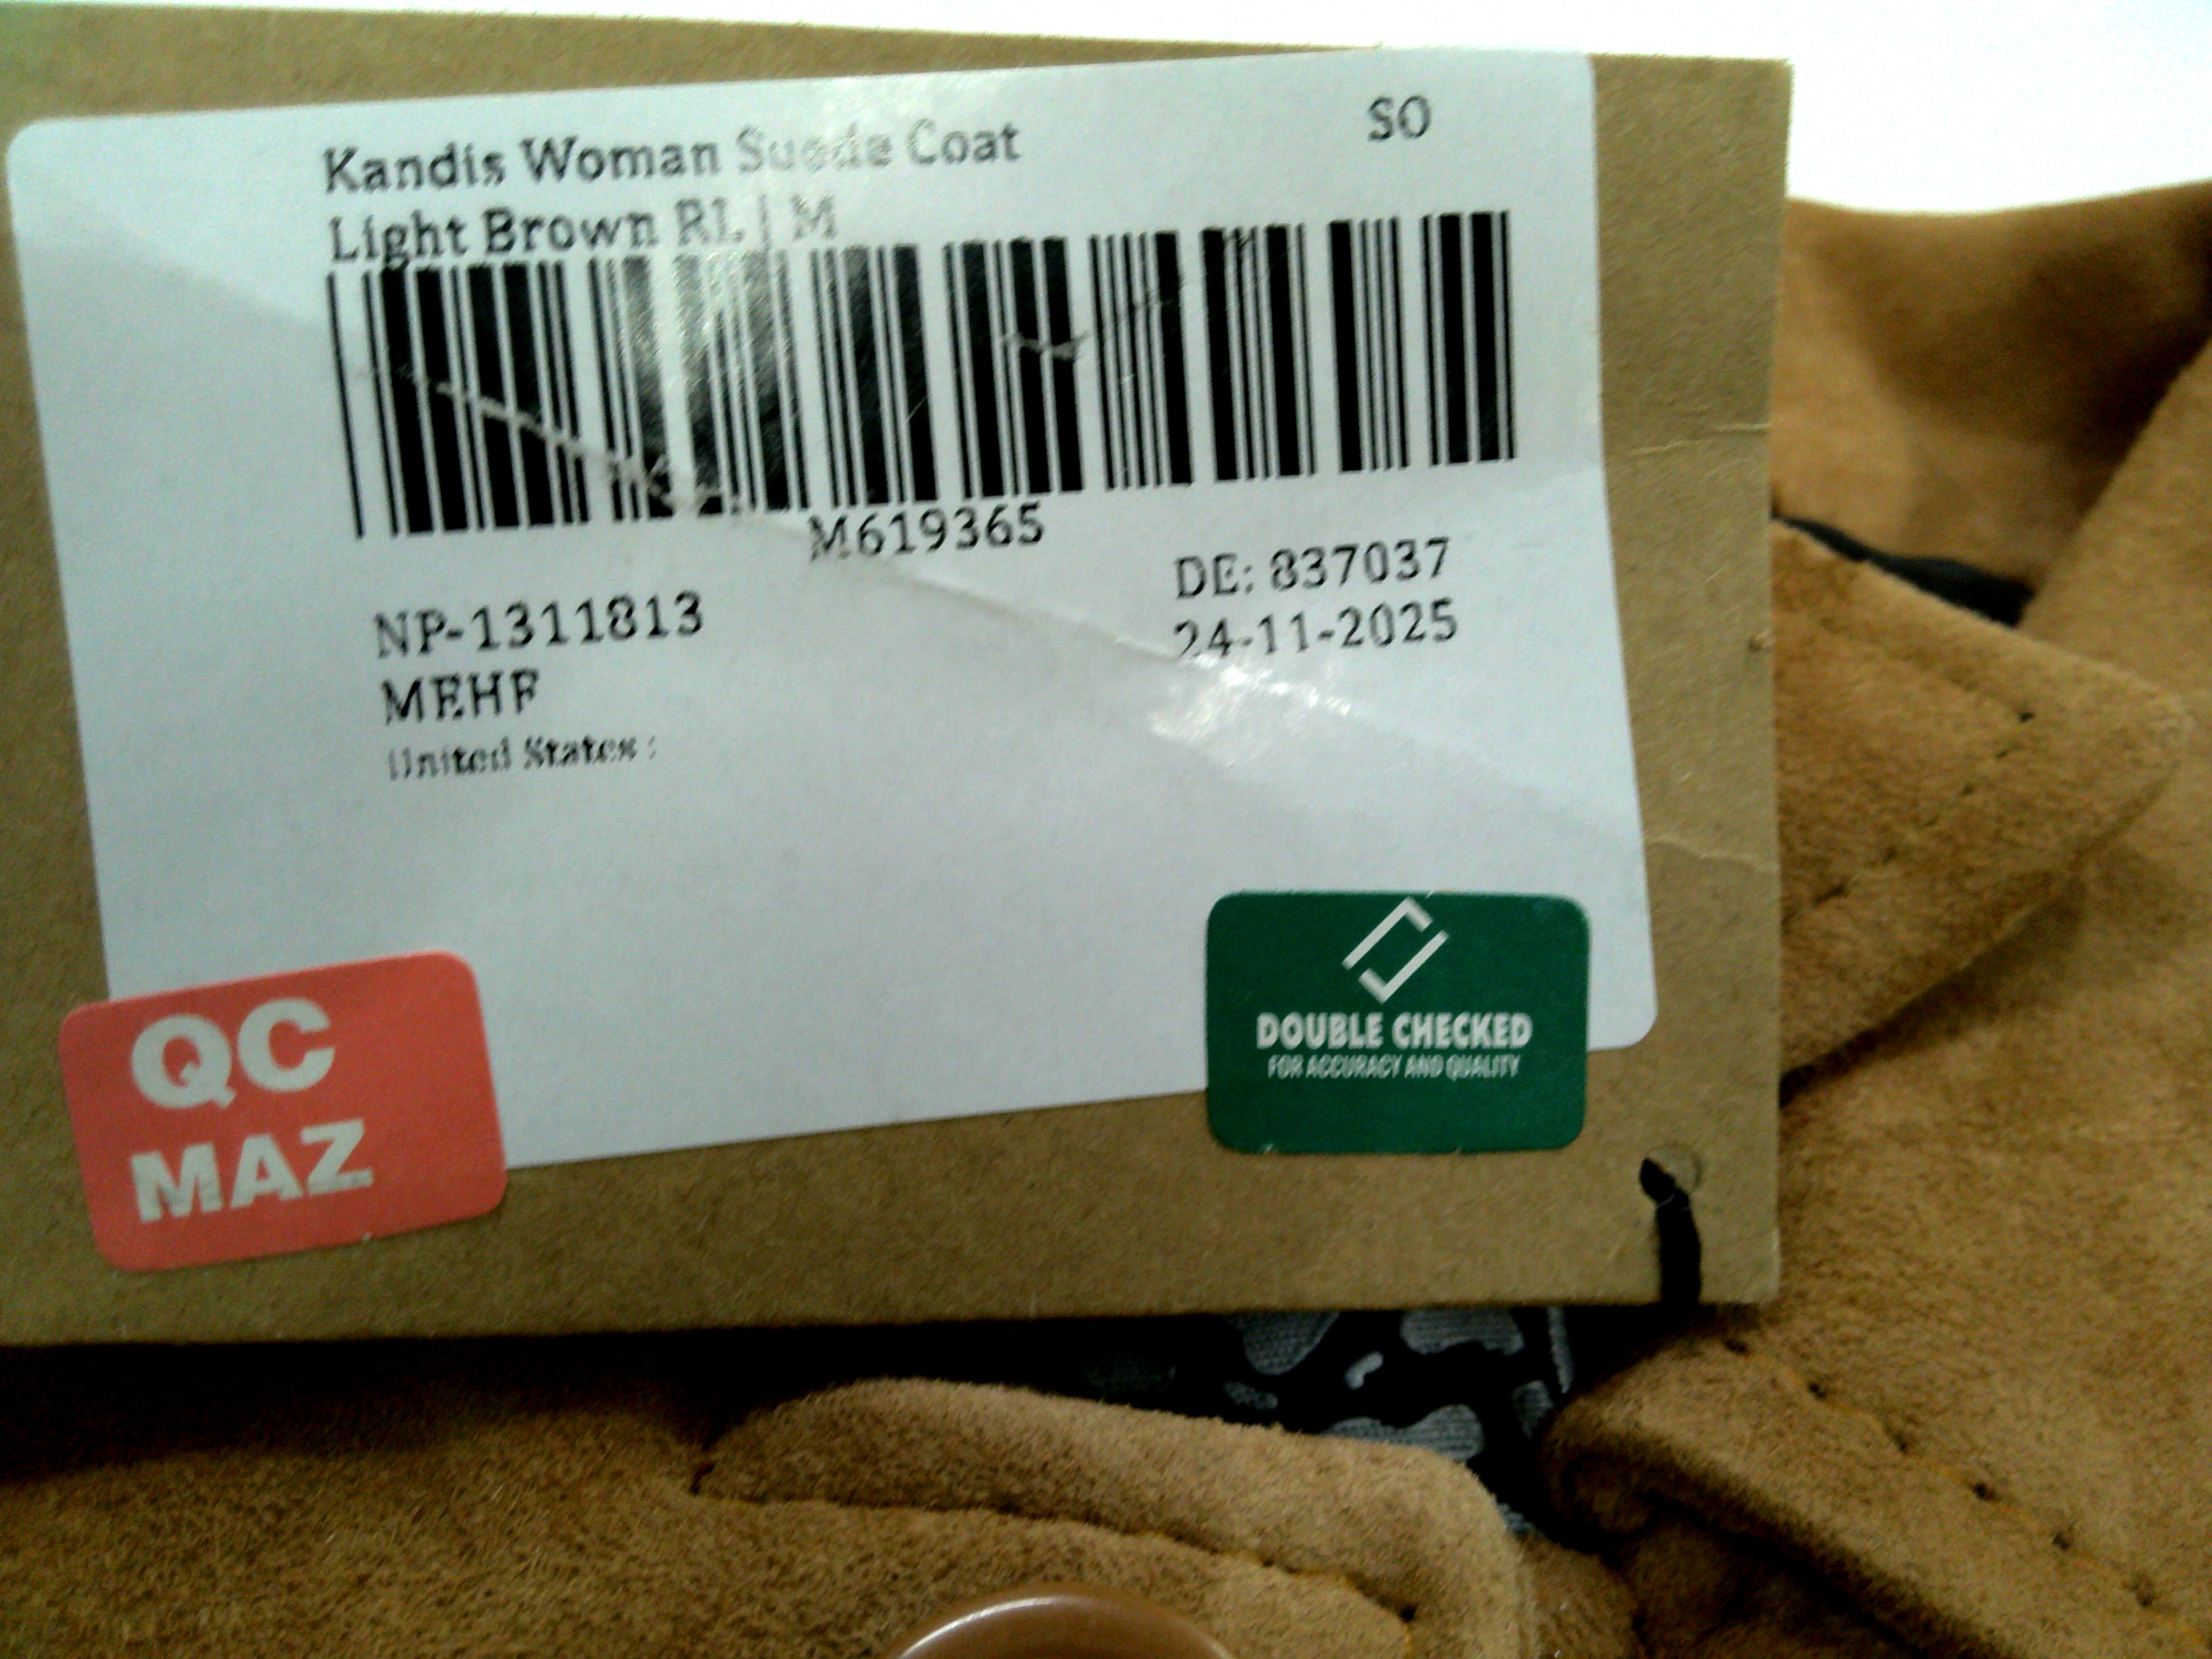 Kandis Woman Suede Coat
SO
Light Brown RL | M
M619365
DE: 837037
NP-1311813
24-11-2025
MEHF
United States :
QC
MAZ
DOUBLE CHECKED
FOR ACCURACY AND QUALITY